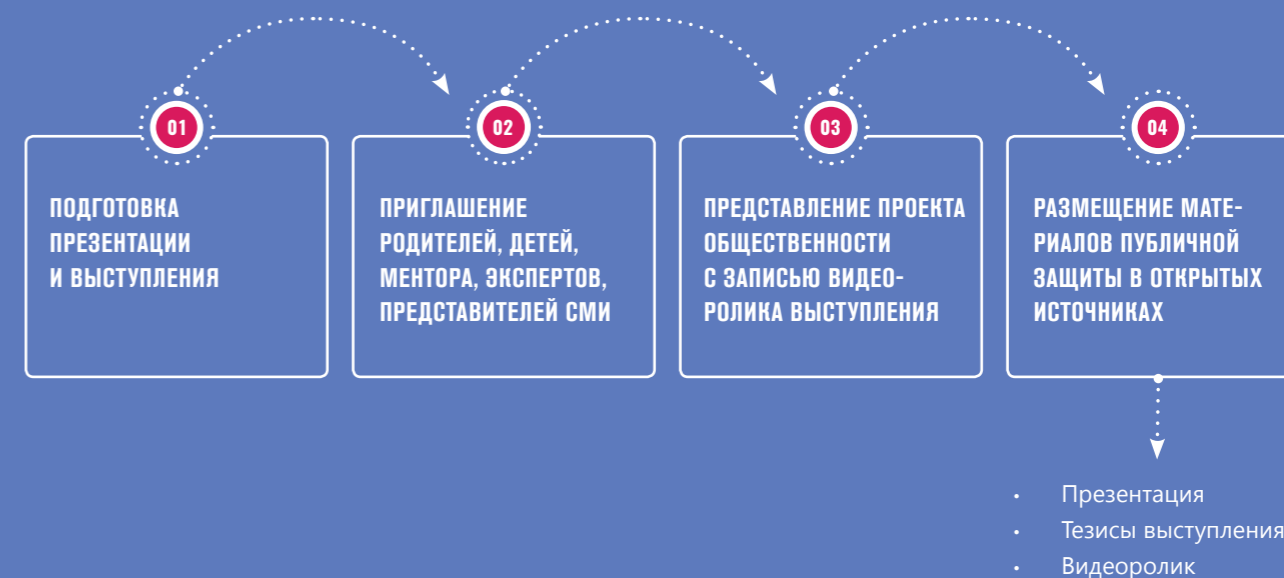 01
ПОДГОТОВКА
ПРЕЗЕНТАЦИИ
И ВЫСТУПЛЕНИЯ
02
ПРИГЛАШЕНИЕ
РОДИТЕЛЕЙ, ДЕТЕЙ,
МЕНТОРА, ЭКСПЕРТОВ,
ПРЕДСТАВИТЕЛЕЙ СМИ
03
ПРЕДСТАВЛЕНИЕ ПРОЕКТА
ОБЩЕСТВЕННОСТИ
С ЗАПИСЬЮ ВИДЕО-
РОЛИКА ВЫСТУПЛЕНИЯ
04
РАЗМЕЩЕНИЕ МАТЕ-
РИАЛОВ ПУБЛИЧНОЙ
ЗАЩИТЫ В ОТКРЫТЫХ
ИСТОЧНИКАХ
• Презентация
• Тезисы выступления
• Видеоролик